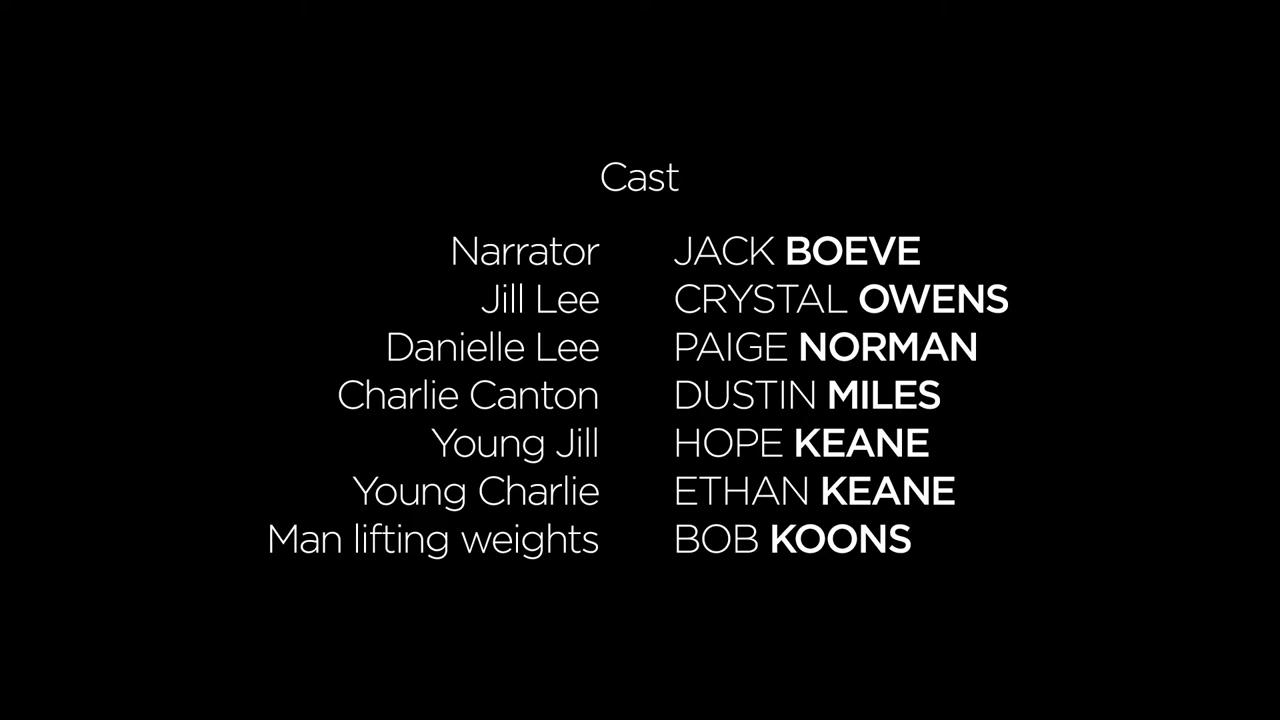 Cast
Narrator JACK BOEVE
Jill Lee CRYSTAL OWENS
Danielle Lee PAIGE NORMAN
Charlie Canton DUSTIN MILES
Young Jill HOPE KEANE
Young Charlie ETHAN KEANE
Man lifting weights BOB KOONS